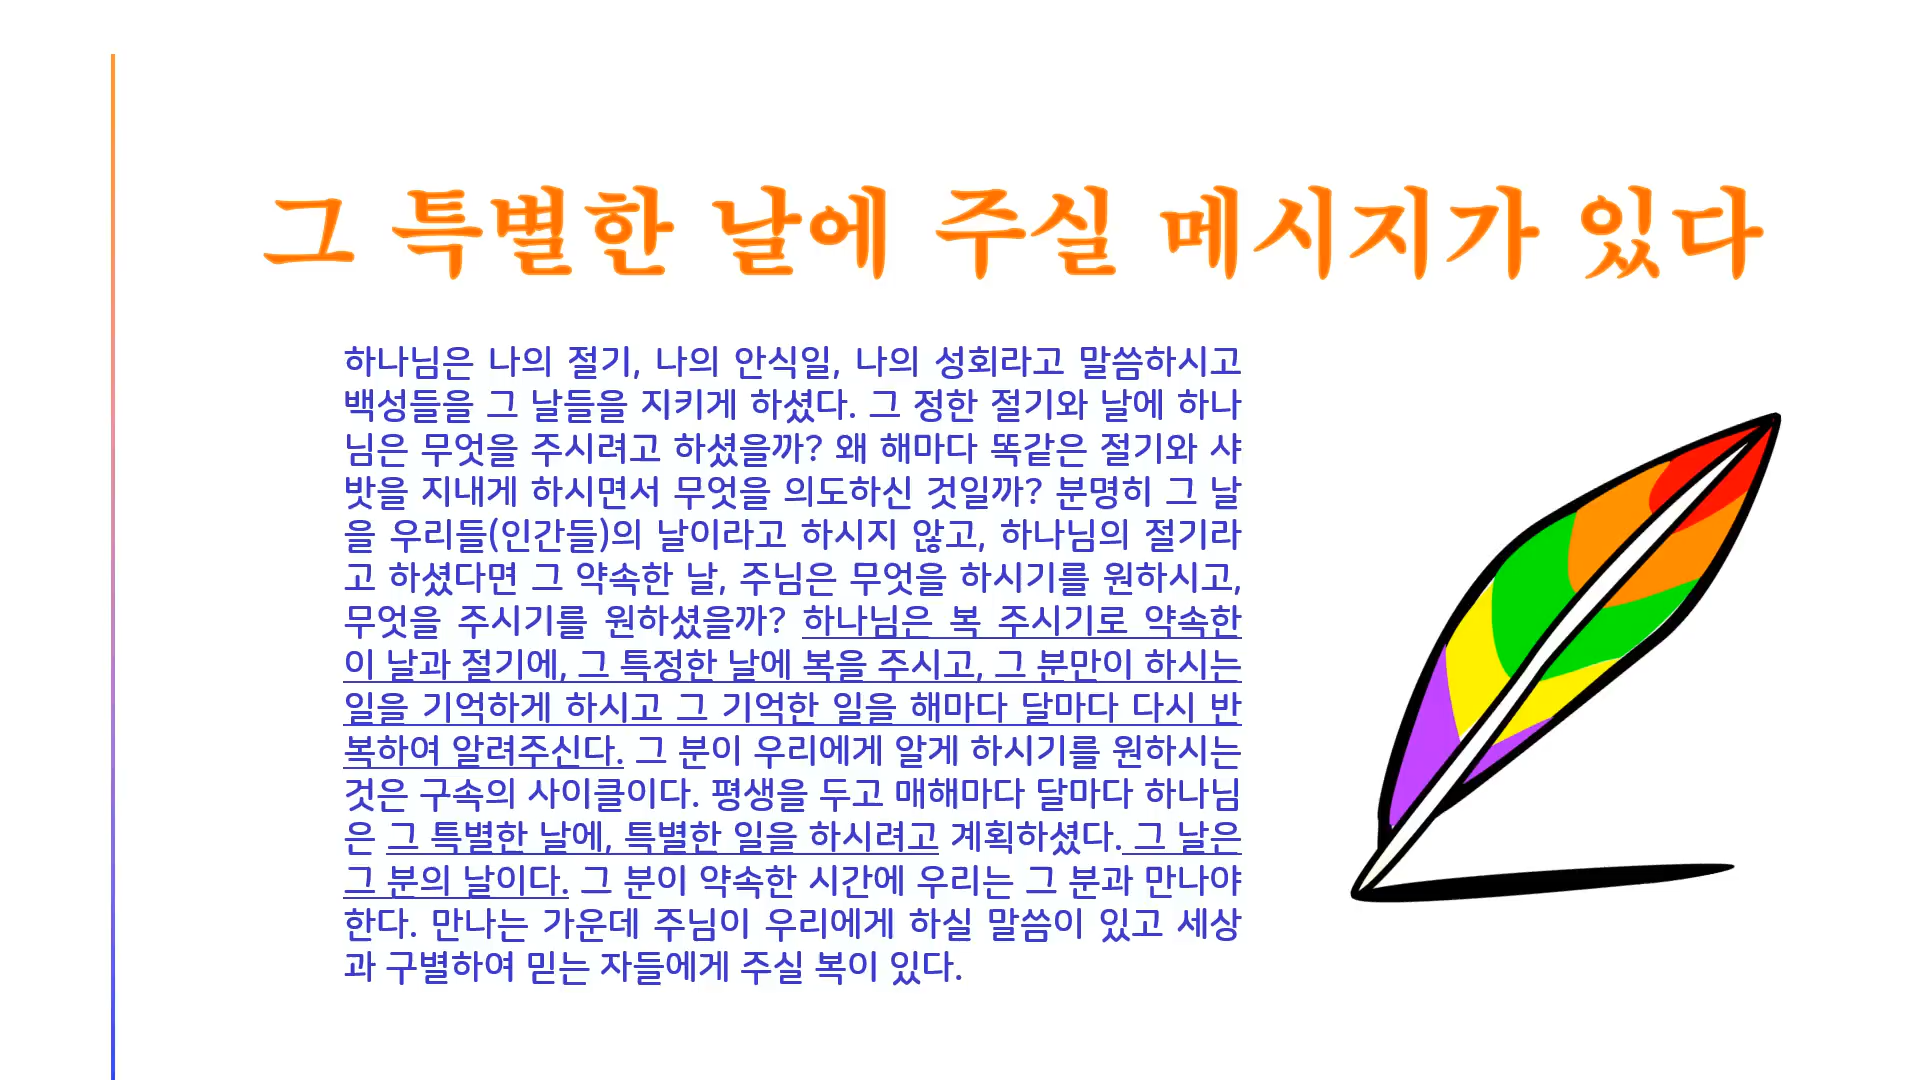 그 특별한 날에 주실 메시지가 있다
하나님은 나의 절기, 나의 안식일, 나의 성회라고 말씀하시고
백성들을 그 날들을 지키게 하셨다. 그 정한 절기와 날에 하나
님은 무엇을 주시려고 하셨을까? 왜 해마다 똑같은 절기와 샤
밧을 지내게 하시면서 무엇을 의도하신 것일까? 분명히 그 날
을 우리들(인간들)의 날이라고 하시지 않고, 하나님의 절기라
고 하셨다면 그 약속한 날, 주님은 무엇을 하시기를 원하시고,
무엇을 주시기를 원하셨을까? 하나님은 복 주시기로 약속한
이 날과 절기에, 그 특정한 날에 복을 주시고, 그 분만이 하시는
일을 기억하게 하시고 그 기억한 일을 해마다 달마다 다시 반
복하여 알려주신다. 그 분이 우리에게 알게 하시기를 원하시는
것은 구속의 사이클이다. 평생을 두고 매해마다 달마다 하나님
은 그 특별한 날에, 특별한 일을 하시려고 계획하셨다. 그 날은
그 분의 날이다. 그 분이 약속한 시간에 우리는 그 분과 만나야
한다. 만나는 가운데 주님이 우리에게 하실 말씀이 있고 세상
과 구별하여 믿는 자들에게 주실 복이 있다.